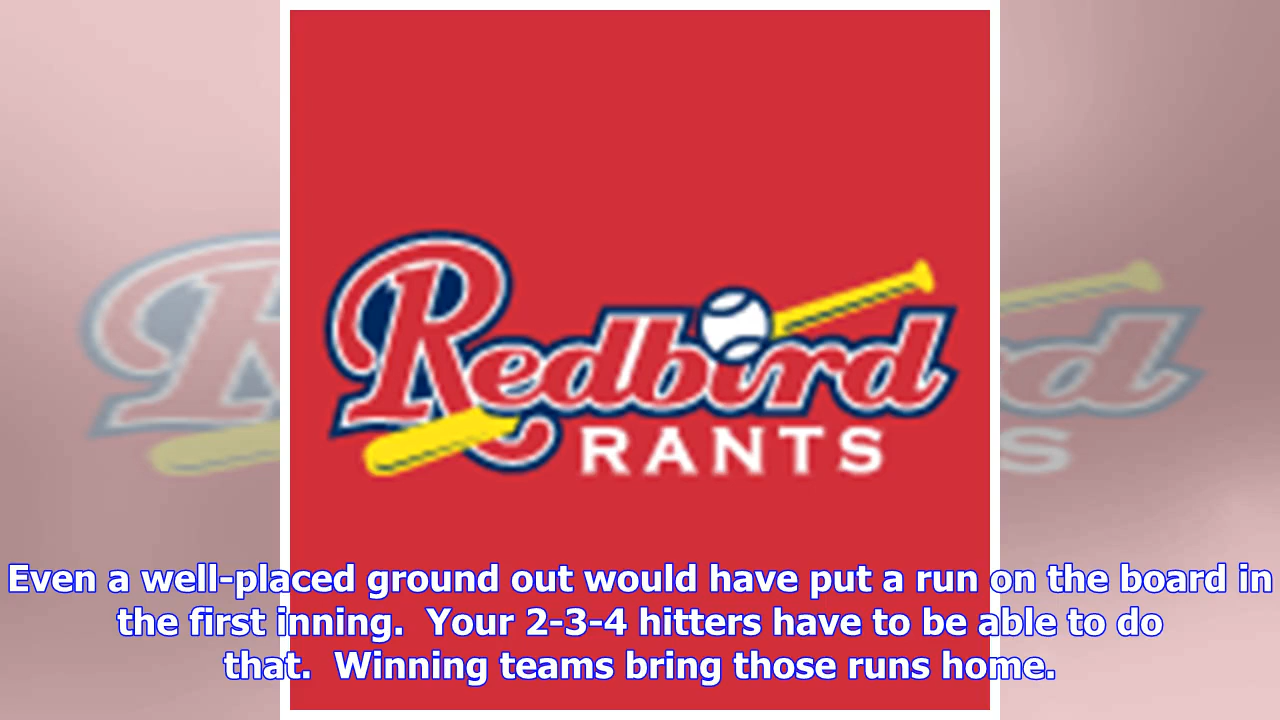 Redbird
RANTS
Even a well-placed ground out would have put a run on the board in
the first inning.  Your 2-3-4 hitters have to be able to do
that.  Winning teams bring those runs home.